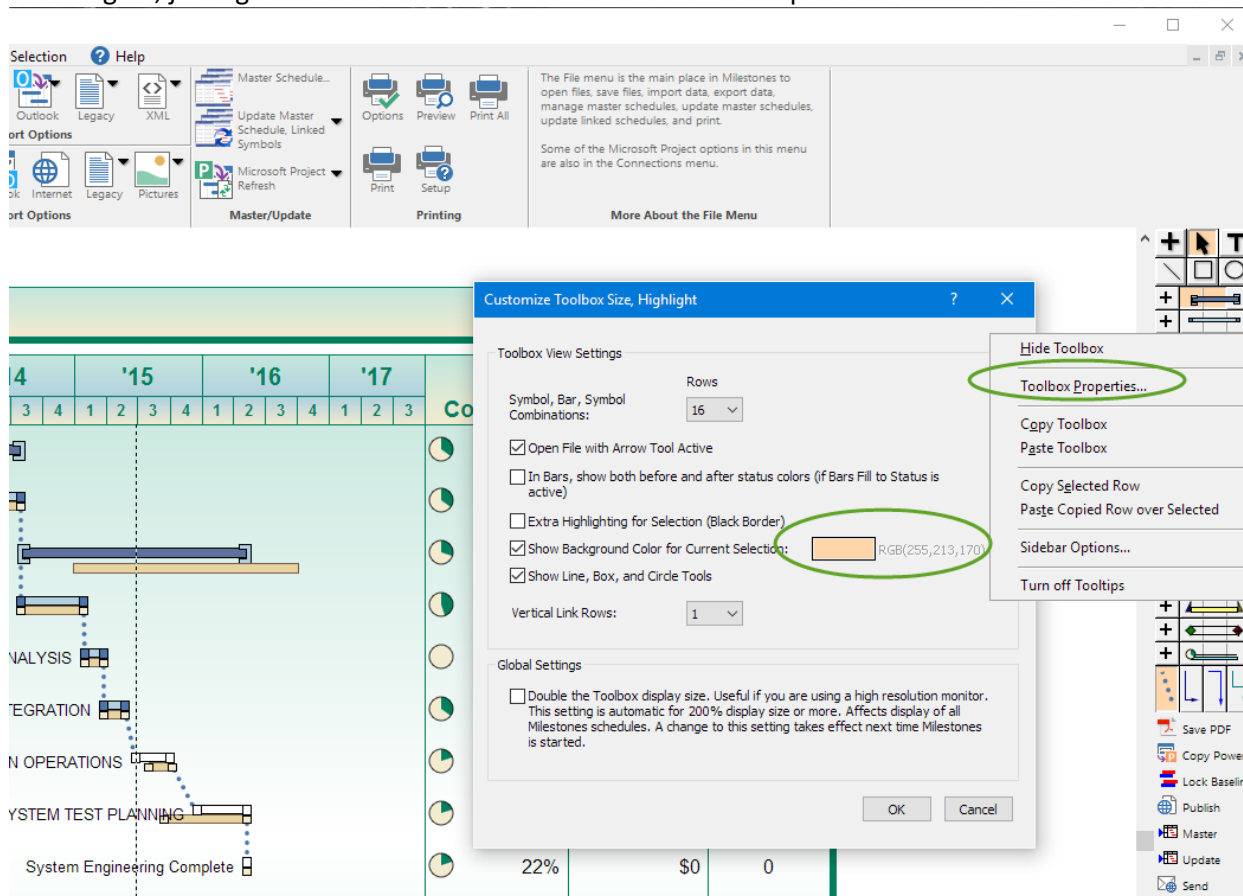 Selection
Help
Outlook
Legacy
XML
Master Schedule...
Update Master
Schedule, Linked
Symbols
Options
Preview
Print All
The File menu is the main place in Milestones to
open files, save files, import data, export data,
manage master schedules, update master schedules,
update linked schedules, and print.
Some of the Microsoft Project options in this menu
are also in the Connections menu.
ort Options
Internet
Legacy
Pictures
Microsoft Project
Refresh
Print
Setup
ort Options
Master/Update
Printing
More About the File Menu
Customize Toolbox Size, Highlight
Toolbox View Settings
Rows
Symbol, Bar, Symbol
Combinations:
16
Open File with Arrow Tool Active
In Bars, show both before and after status colors (if Bars Fill to Status is
active)
Extra Highlighting for Selection (Black Border)
Show Background Color for Current Selection:
RGB(255,213,170)
Show Line, Box, and Circle Tools
Vertical Link Rows:
1
Global Settings
Double the Toolbox display size. Useful if you are using a high resolution monitor.
This setting is automatic for 200% display size or more. Affects display of all
Milestones schedules. A change to this setting takes effect next time Milestones
is started.
OK
Cancel
Hide Toolbox
Toolbox Properties...
Copy Toolbox
Paste Toolbox
Copy Selected Row
Paste Copied Row over Selected
Sidebar Options...
Turn off Tooltips
4 '15 '16 '17
3 4 1 2 3 4 1 2 3 4 1 2 3 Co
NALYSIS
TEGRATION
N OPERATIONS
YSTEM TEST PLANNING
System Engineering Complete
22% $0 0
Save PDF
Copy Power
Lock Baselin
Publish
Master
Update
Send